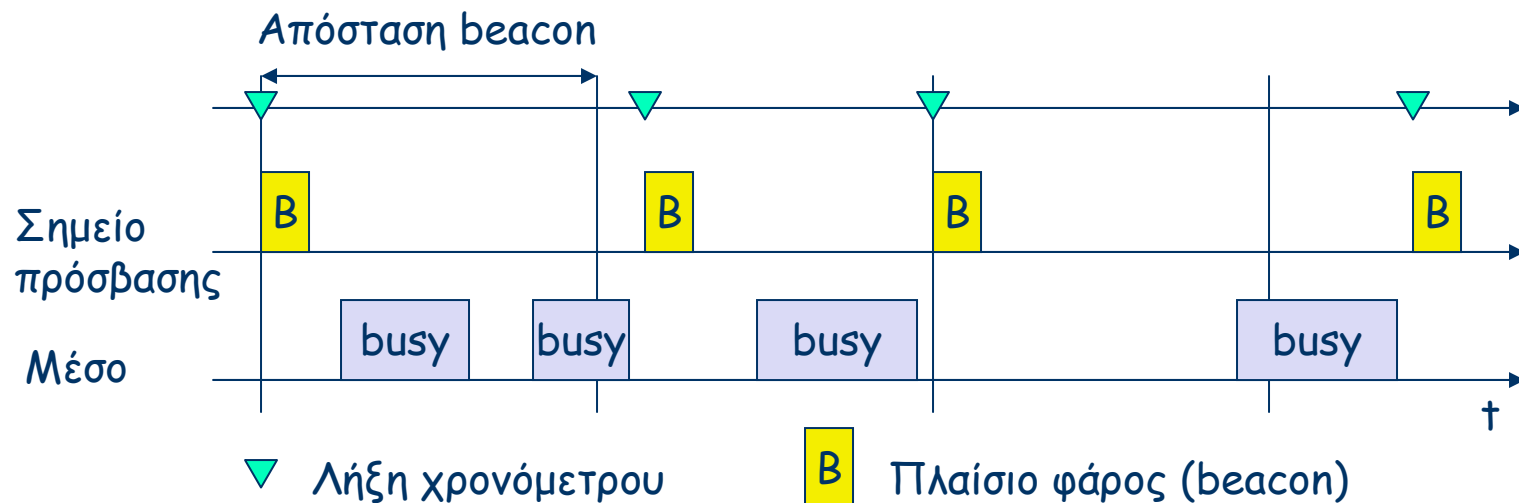 Απόσταση beacon
B
B
B
B
Σημείο
πρόσβασης
busy
busy
busy
busy
Μέσο
t
Λήξη χρονόμετρου
B
Πλαίσιο φάρος (beacon)